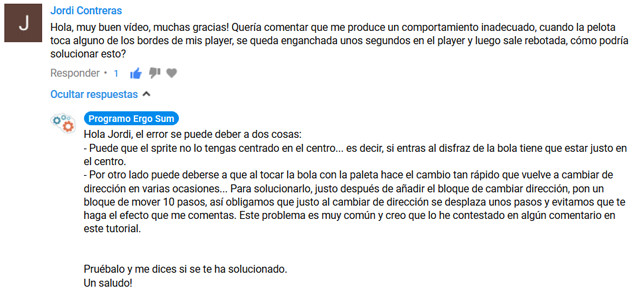 J
Jordi Contreras
Hola, muy buen vídeo, muchas gracias! Quería comentar que me produce un comportamiento inadecuado, cuando la pelota
toca alguno de los bordes de mis player, se queda enganchada unos segundos en el player y luego sale rebotada, cómo podría
solucionar esto?
Responder • 1
Ocultar respuestas
Programo Ergo Sum
Hola Jordi, el error se puede deber a dos cosas:
- Puede que el sprite no lo tengas centrado en el centro... es decir, si entras al disfraz de la bola tiene que estar justo en
el centro.
- Por otro lado puede deberse a que al tocar la bola con la paleta hace el cambio tan rápido que vuelve a cambiar de
dirección en varias ocasiones... Para solucionarlo, justo después de añadir el bloque de cambiar dirección, pon un
bloque de mover 10 pasos, así obligamos que justo al cambiar de dirección se desplaza unos pasos y evitamos que te
haga el efecto que me comentas. Este problema es muy común y creo que lo he contestado en algún comentario en
este tutorial.
Pruébalo y me dices si se te ha solucionado.
Un saludo!